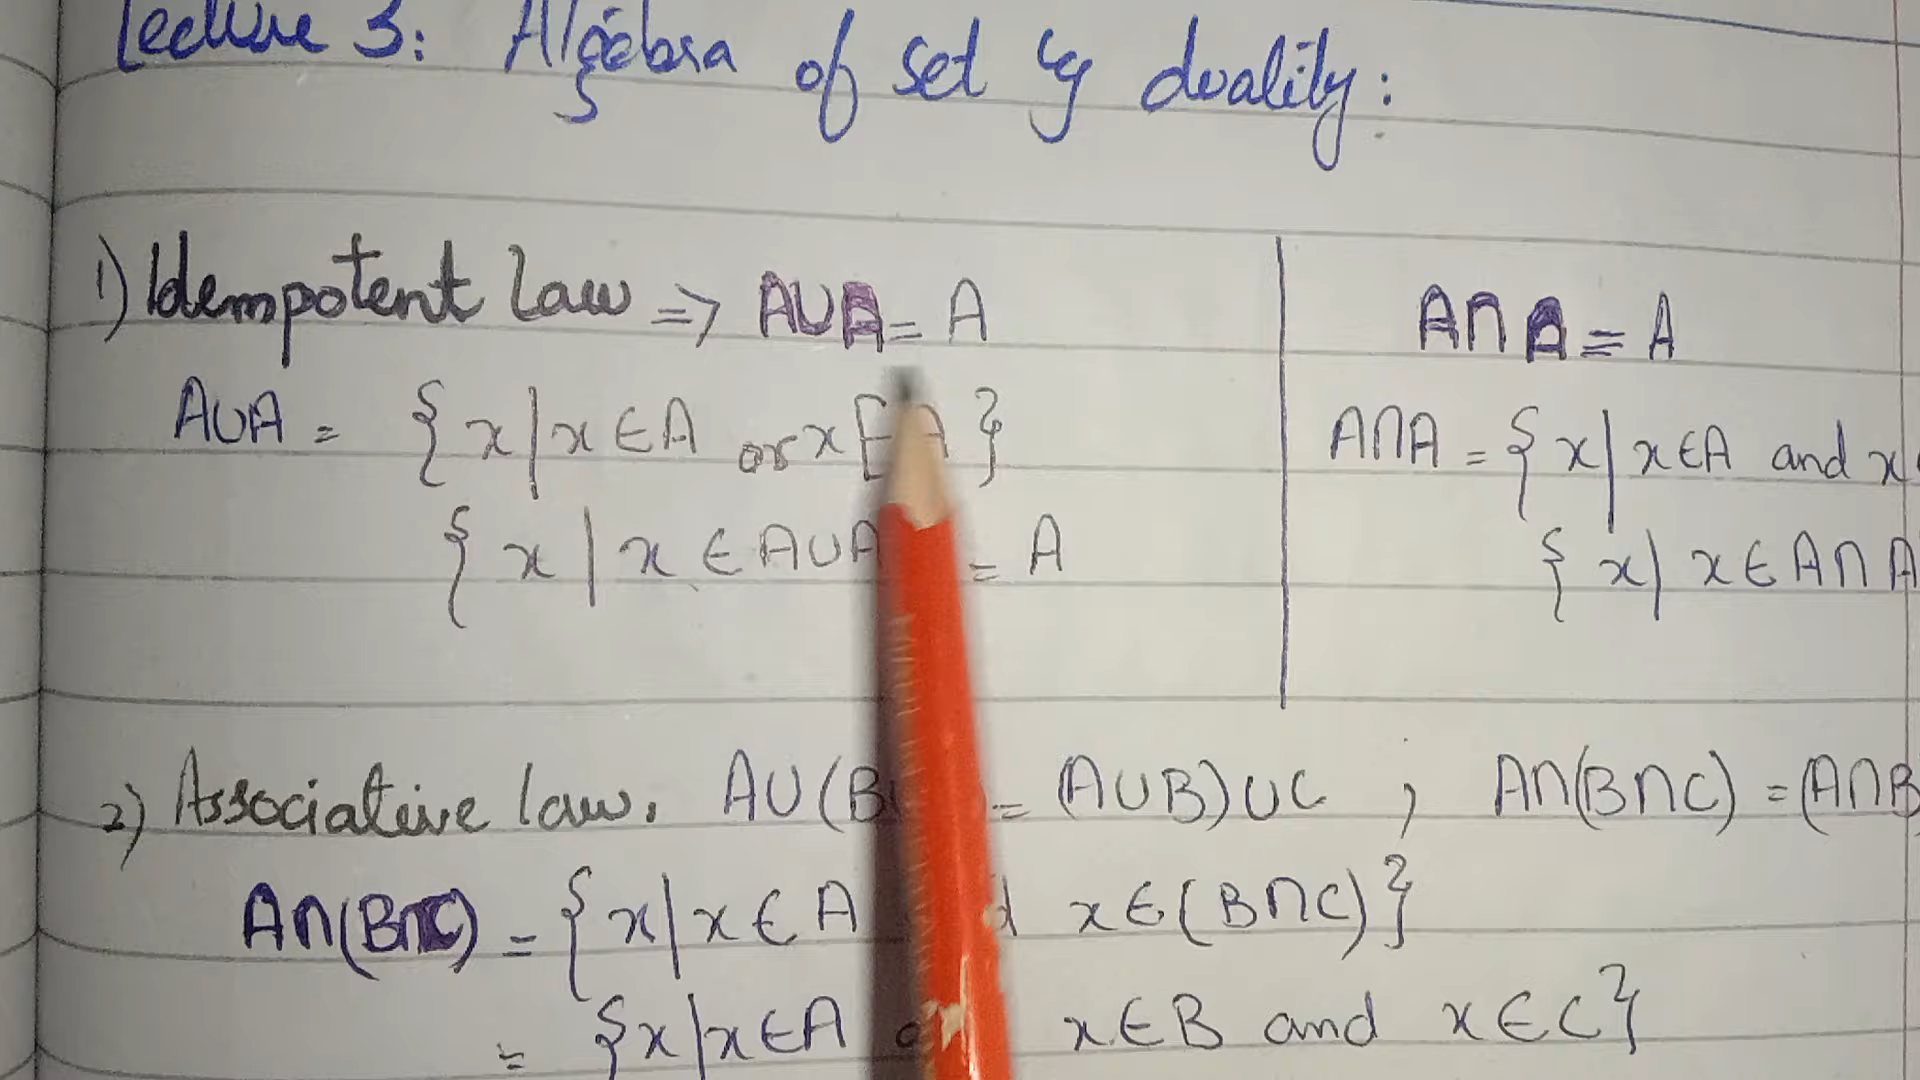 Lecture 3: Algebra of set & duality:
1) Idempotent law => A∪A = A
A∪A = {x|x∈A or x∈A}
{x|x∈A∪A = A
A∩A = A
A∩A = {x|x∈A and x
{x|x∈A∩A
2) Associative law, A∪(B = (A∪B)∪C ; A∩(B∩C) = (A∩B)
A∩(B∩C) = {x|x∈A x∈(B∩C)}
= {x|x∈A x∈B and x∈C}